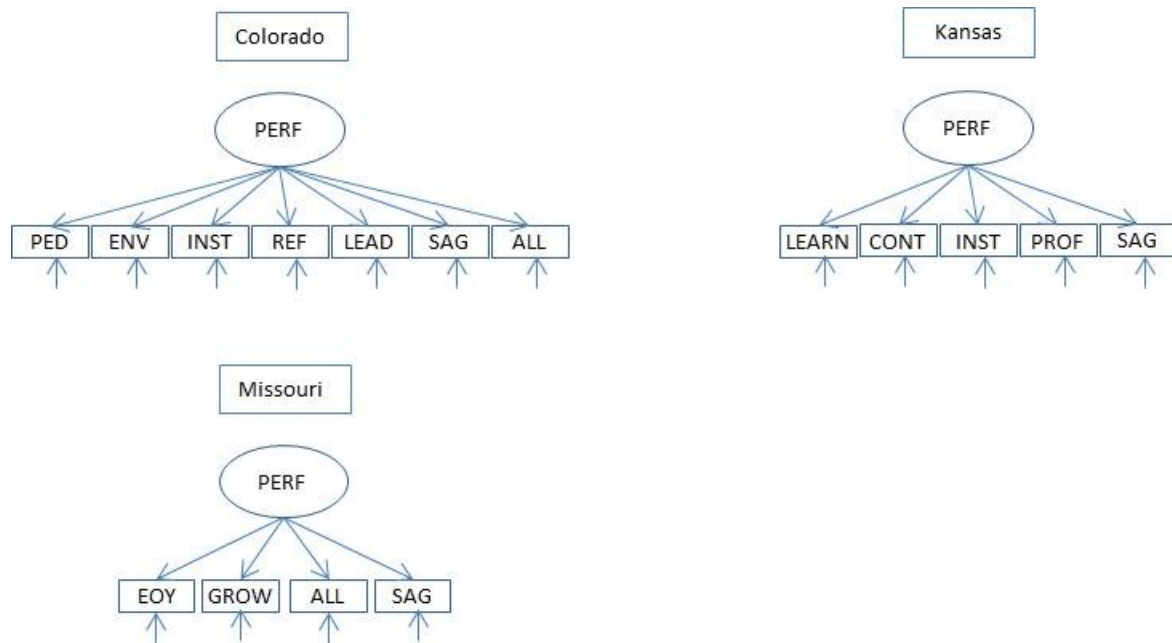 Colorado
PERF
PED ENV INST REF LEAD SAG ALL
Kansas
PERF
LEARN CONT INST PROF SAG
Missouri
PERF
EOY GROW ALL SAG